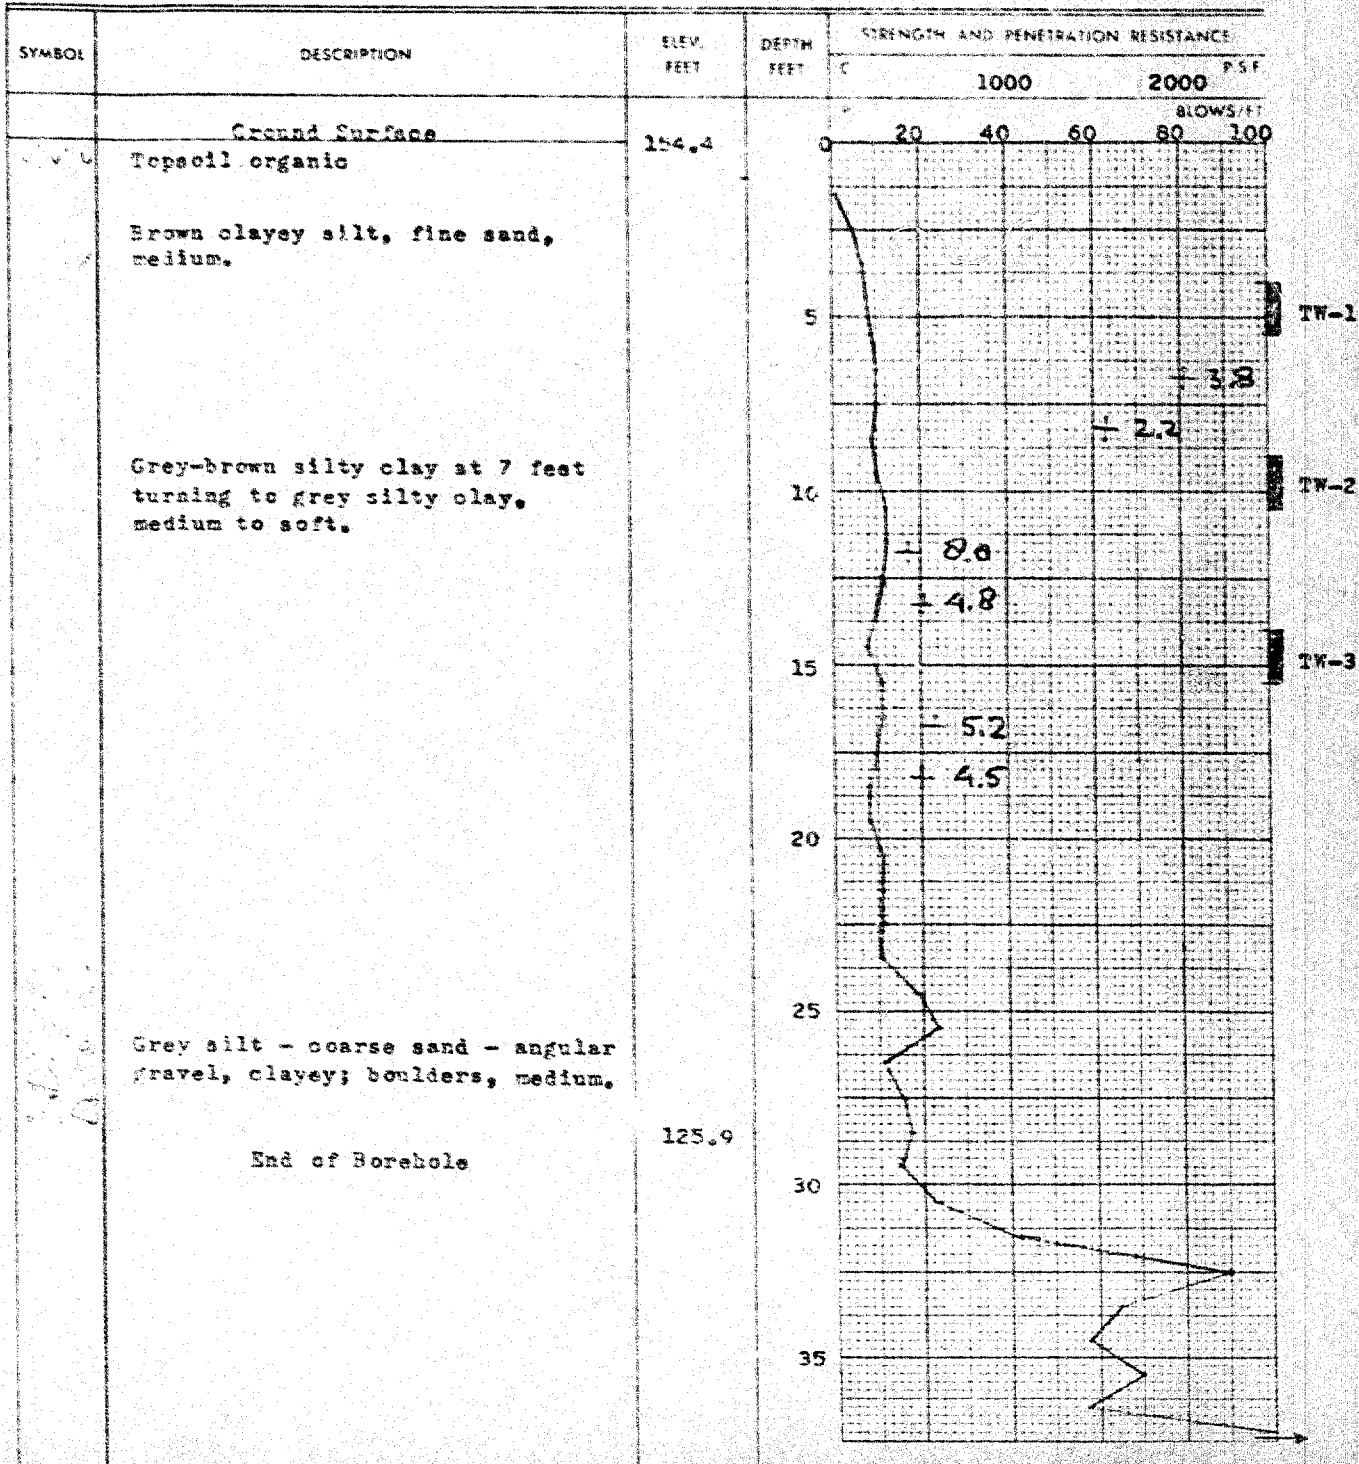 SYMBOL
DESCRIPTION
ELEV.
FEET
DEPTH
FEET
STRENGTH AND PENETRATION RESISTANCE
C
1000 2000 P.S.F.
BLOWS/FT
20 40 60 80 100
Ground Surface
154.4
0
Topsoil organic
Brown clayey silt, fine sand,
medium.
5
TW-1
+ 3.8
+ 2.2
Grey-brown silty clay at 7 feet
turning to grey silty clay.
medium to soft.
10
TW-2
+ 8.0
+ 4.8
15
TW-3
+ 5.2
+ 4.5
20
25
Grey silt - coarse sand - angular
gravel, clayey; boulders, medium.
125.9
End of Borehole
30
35